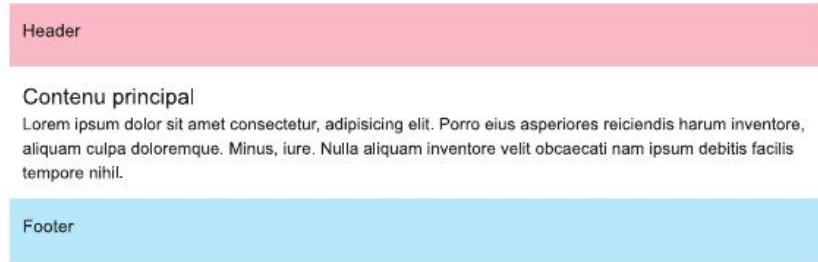 Header
Contenu principal
Lorem ipsum dolor sit amet consectetur, adipisicing elit. Porro eius asperiores reiciendis harum inventore,
aliquam culpa doloremque. Minus, iure. Nulla aliquam inventore velit obcaecati nam ipsum debitis facilis
tempore nihil.
Footer